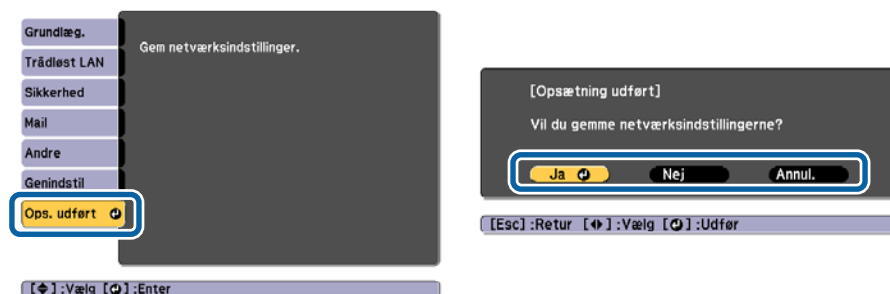 Grundlæg.
Trådløst LAN
Sikkerhed
Mail
Andre
Genindstil
Ops. udført
Gem netværksindstillinger.
[◆] :Vælg [↵] :Enter
[Opsætning udført]
Vil du gemme netværksindstillingerne?
Ja Nej Annul.
[Esc] :Retur [◆] :Vælg [↵] :Udfør